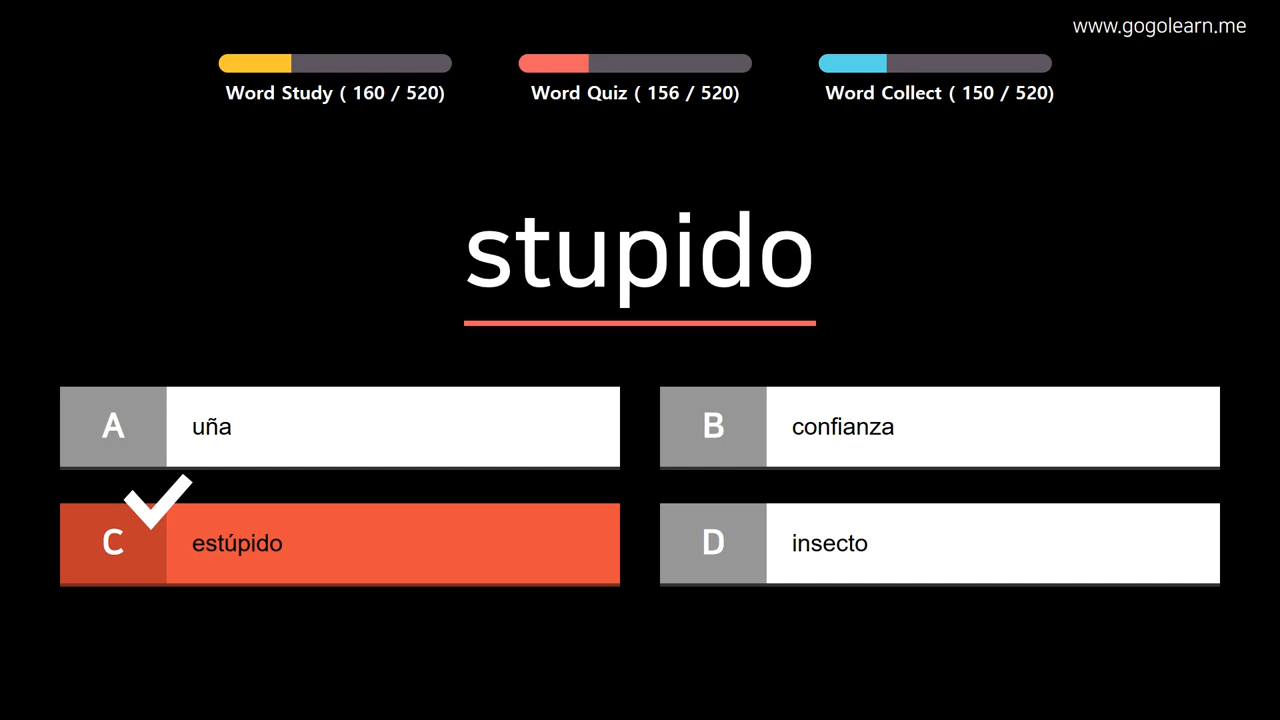 www.gogolearn.me
Word Study ( 160 / 520)
Word Quiz ( 156 / 520)
Word Collect ( 150 / 520)
stupido
A
uña
B
confianza
C
estúpido
D
insecto